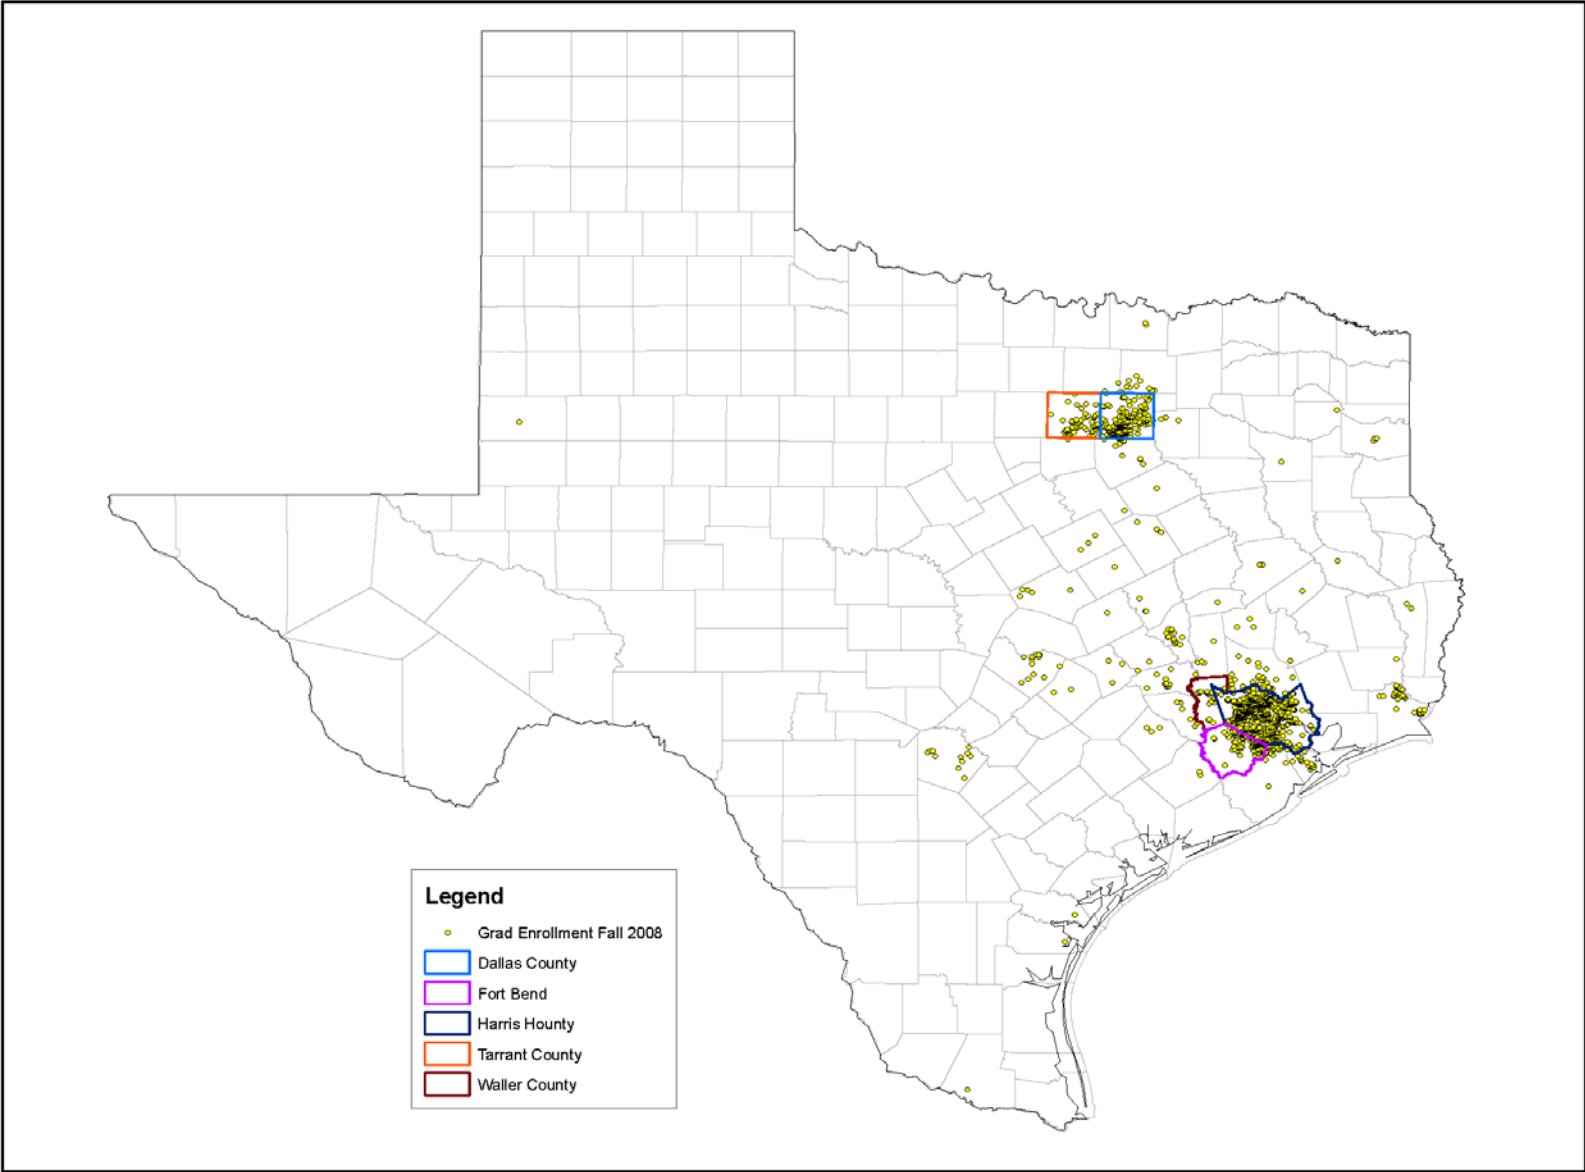 Legend
Grad Enrollment Fall 2008
Dallas County
Fort Bend
Harris Hounty
Tarrant County
Waller County